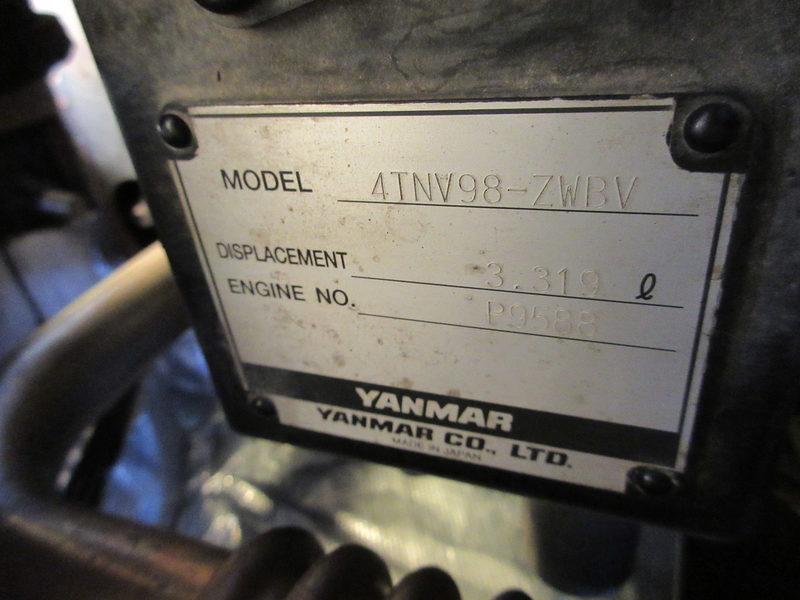 MODEL 4TNV98-ZWBV
DISPLACEMENT 3.319 ℓ
ENGINE NO. P9588
YANMAR
YANMAR CO., LTD.
MADE IN JAPAN